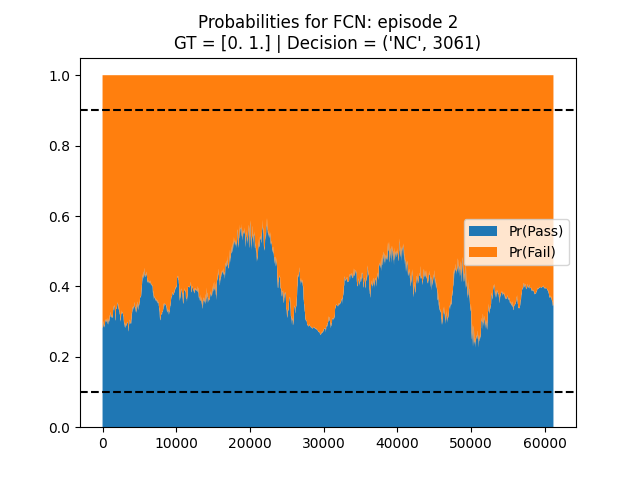 Probabilities for FCN: episode 2
GT = [0. 1.] | Decision = ('NC', 3061)
1.0
0.8
0.6
0.4
0.2
0.0
Pr(Pass)
Pr(Fail)
0 10000 20000 30000 40000 50000 60000